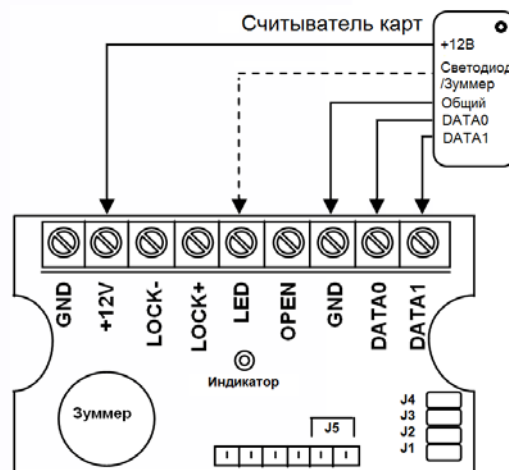 Считыватель карт
+12В
Светодиод
/Зуммер
Общий
DATA0
DATA1
GND
+12V
LOCK-
LOCK+
LED
OPEN
GND
DATA0
DATA1
Индикатор
Зуммер
J5
J4
J3
J2
J1